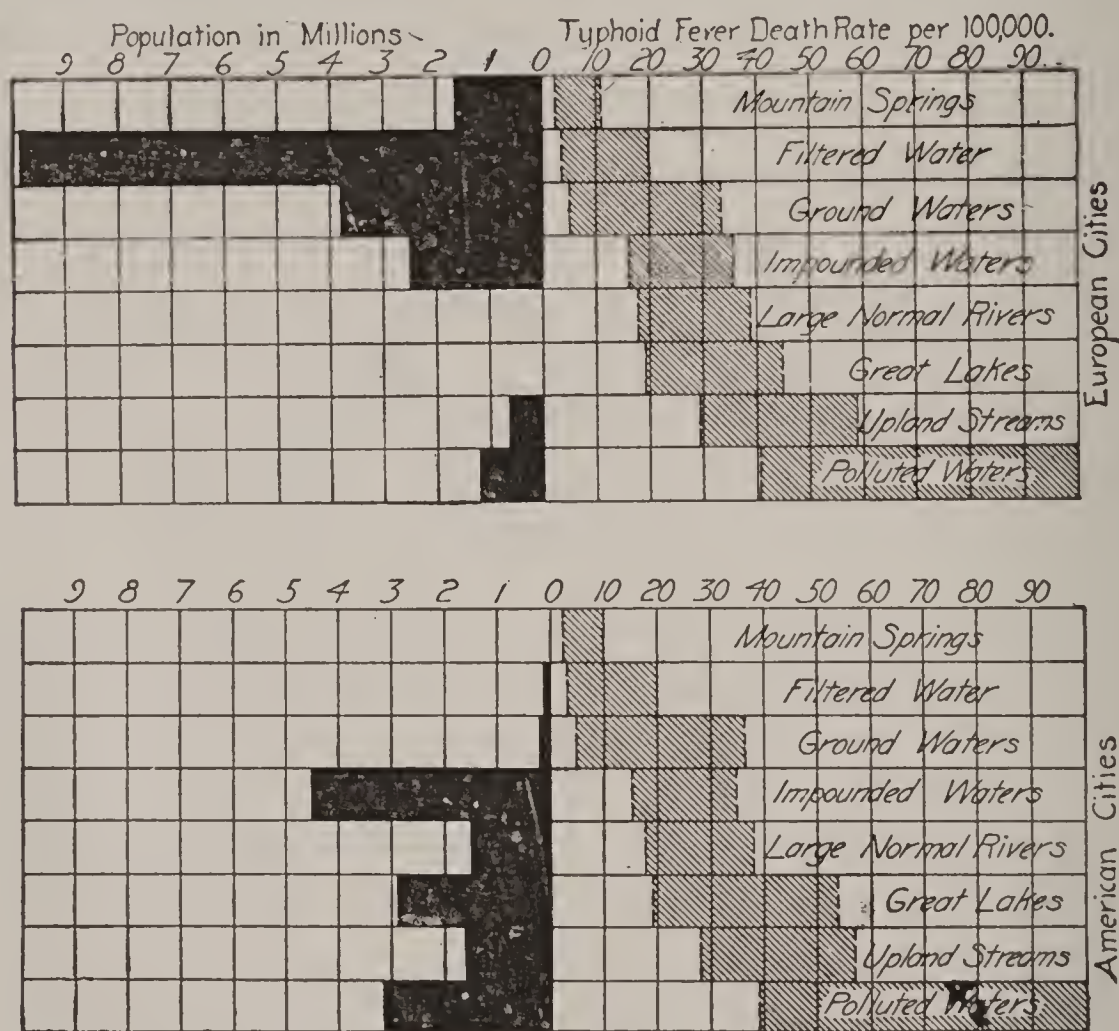 Population in Millions Typhoid Fever Death Rate per 100,000.
9 8 7 6 5 4 3 2 1 0 10 20 30 40 50 60 70 80 90
Mountain Springs
Filtered Water
Ground Waters
Impounded Waters
Large Normal Rivers
Great Lakes
Upland Streams
Polluted Waters
European Cities
9 8 7 6 5 4 3 2 1 0 10 20 30 40 50 60 70 80 90
Mountain Springs
Filtered Water
Ground Waters
Impounded Waters
Large Normal Rivers
Great Lakes
Upland Streams
Polluted Waters
American Cities